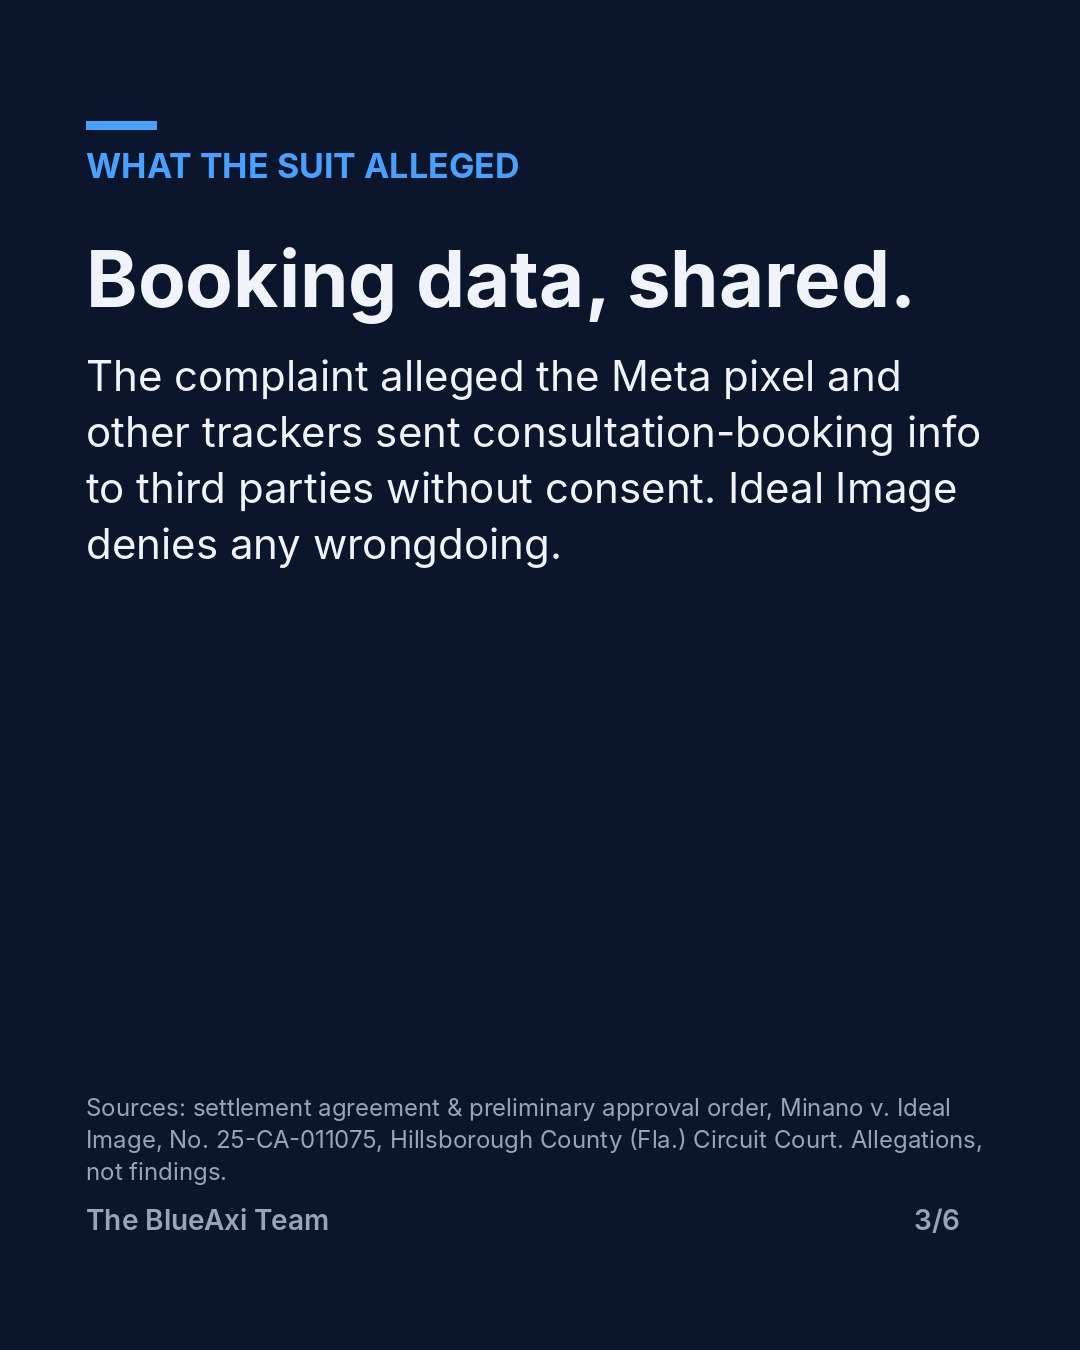 WHAT THE SUIT ALLEGED
Booking data, shared.
The complaint alleged the Meta pixel and
other trackers sent consultation-booking info
to third parties without consent. Ideal Image
denies any wrongdoing.
Sources: settlement agreement & preliminary approval order, Minano v. Ideal
Image, No. 25-CA-011075, Hillsborough County (Fla.) Circuit Court. Allegations,
not findings.
The BlueAxi Team
3/6